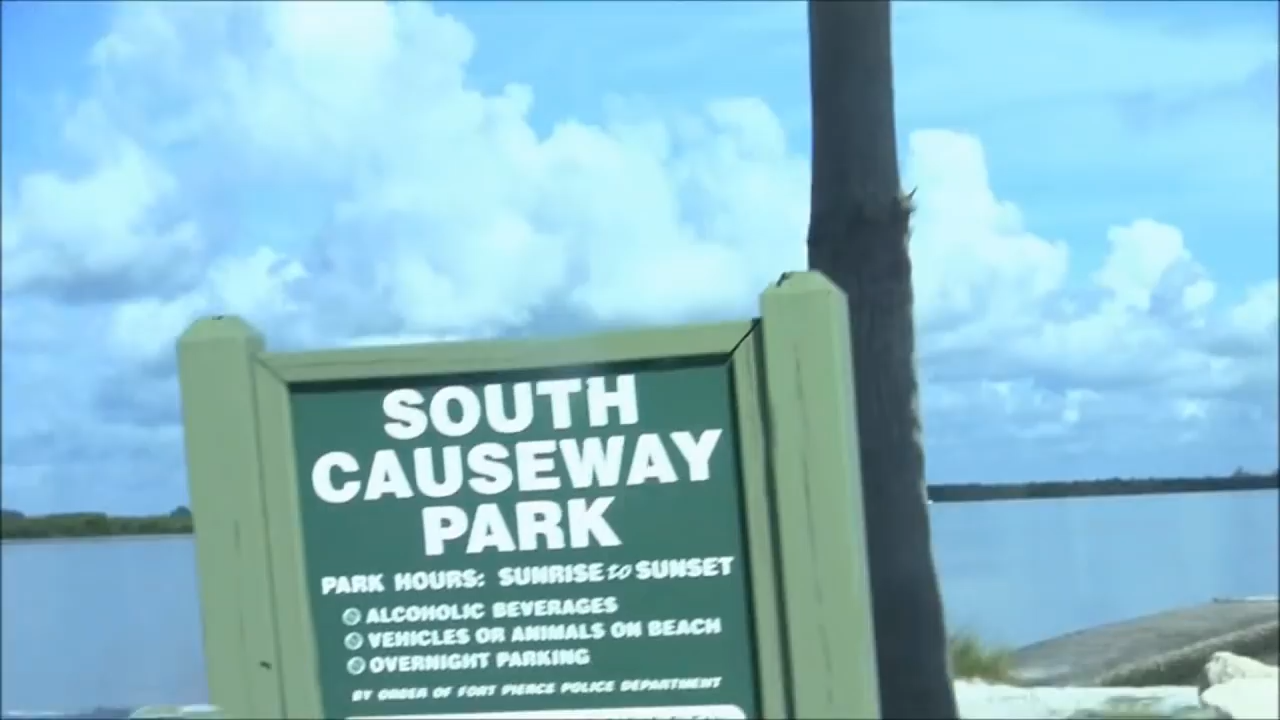 SOUTH
CAUSEWAY
PARK
PARK HOURS: SUNRISE to SUNSET
ALCOHOLIC BEVERAGES
VEHICLES OR ANIMALS ON BEACH
OVERNIGHT PARKING
BY ORDER OF FORT PIERCE POLICE DEPARTMENT